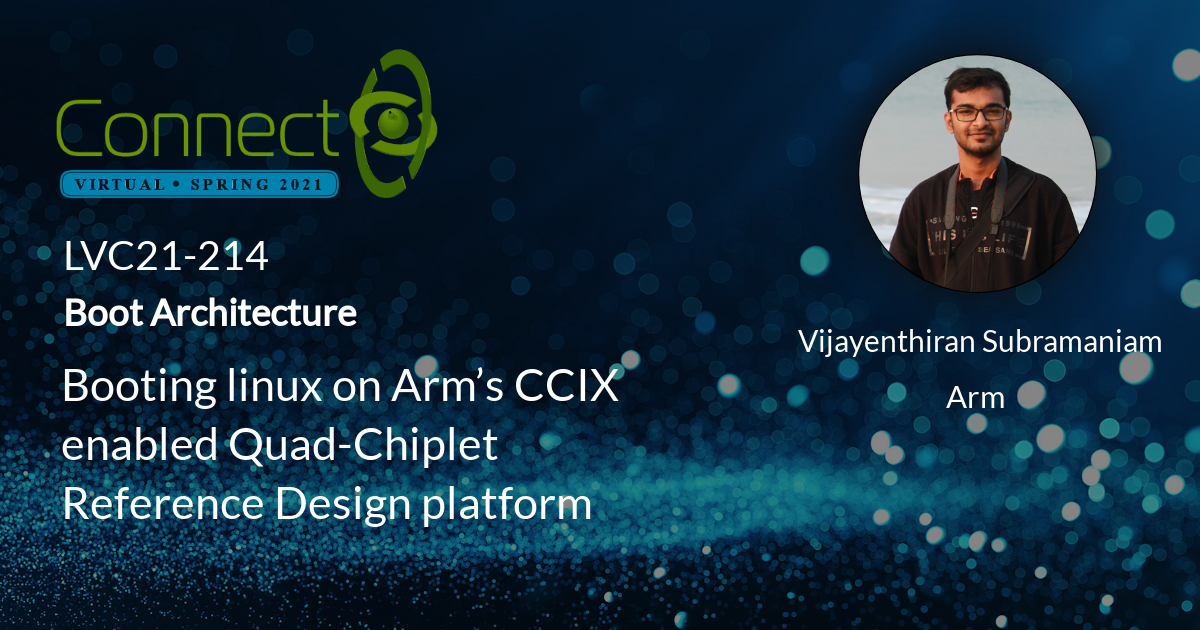 Connect
VIRTUAL • SPRING 2021
LVC21-214
Boot Architecture
Booting linux on Arm’s CCIX
enabled Quad-Chiplet
Reference Design platform
Vijayenthiran Subramaniam
Arm